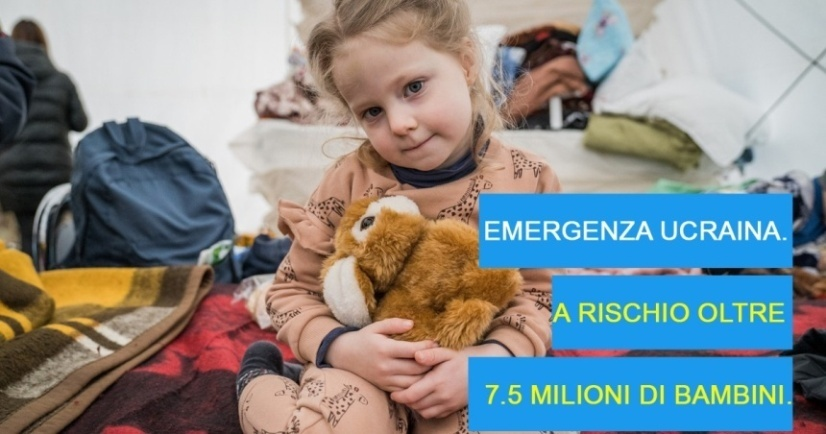 EMERGENZA UCRAINA.
A RISCHIO OLTRE
7.5 MILIONI DI BAMBINI.